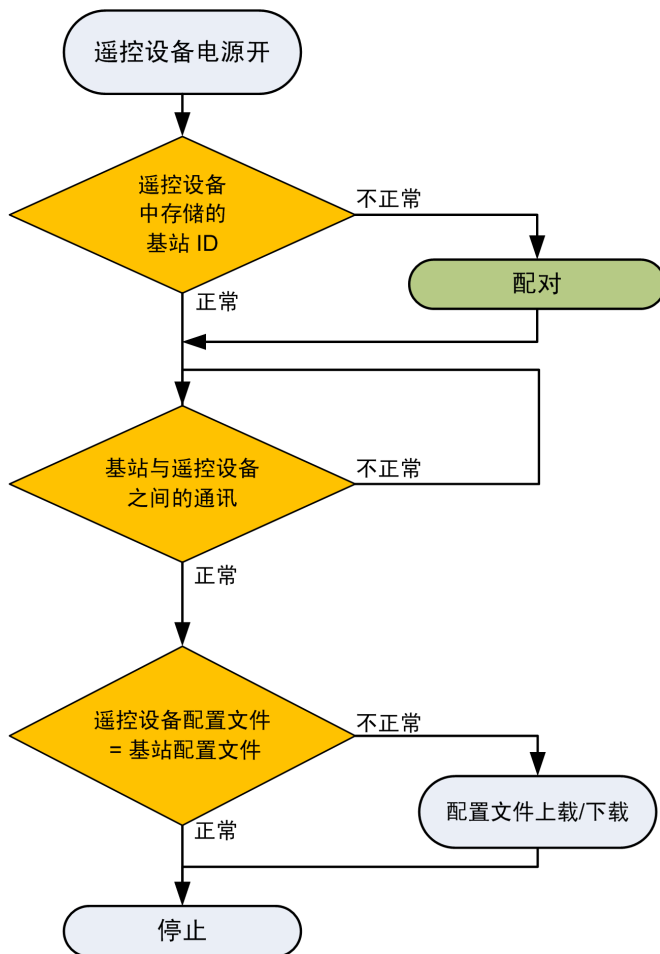 遥控设备电源开
遥控设备
中存储的
基站 ID
不正常
配对
正常
基站与遥控设备
之间的通讯
不正常
正常
遥控设备配置文件
= 基站配置文件
不正常
配置文件上载/下载
正常
停止